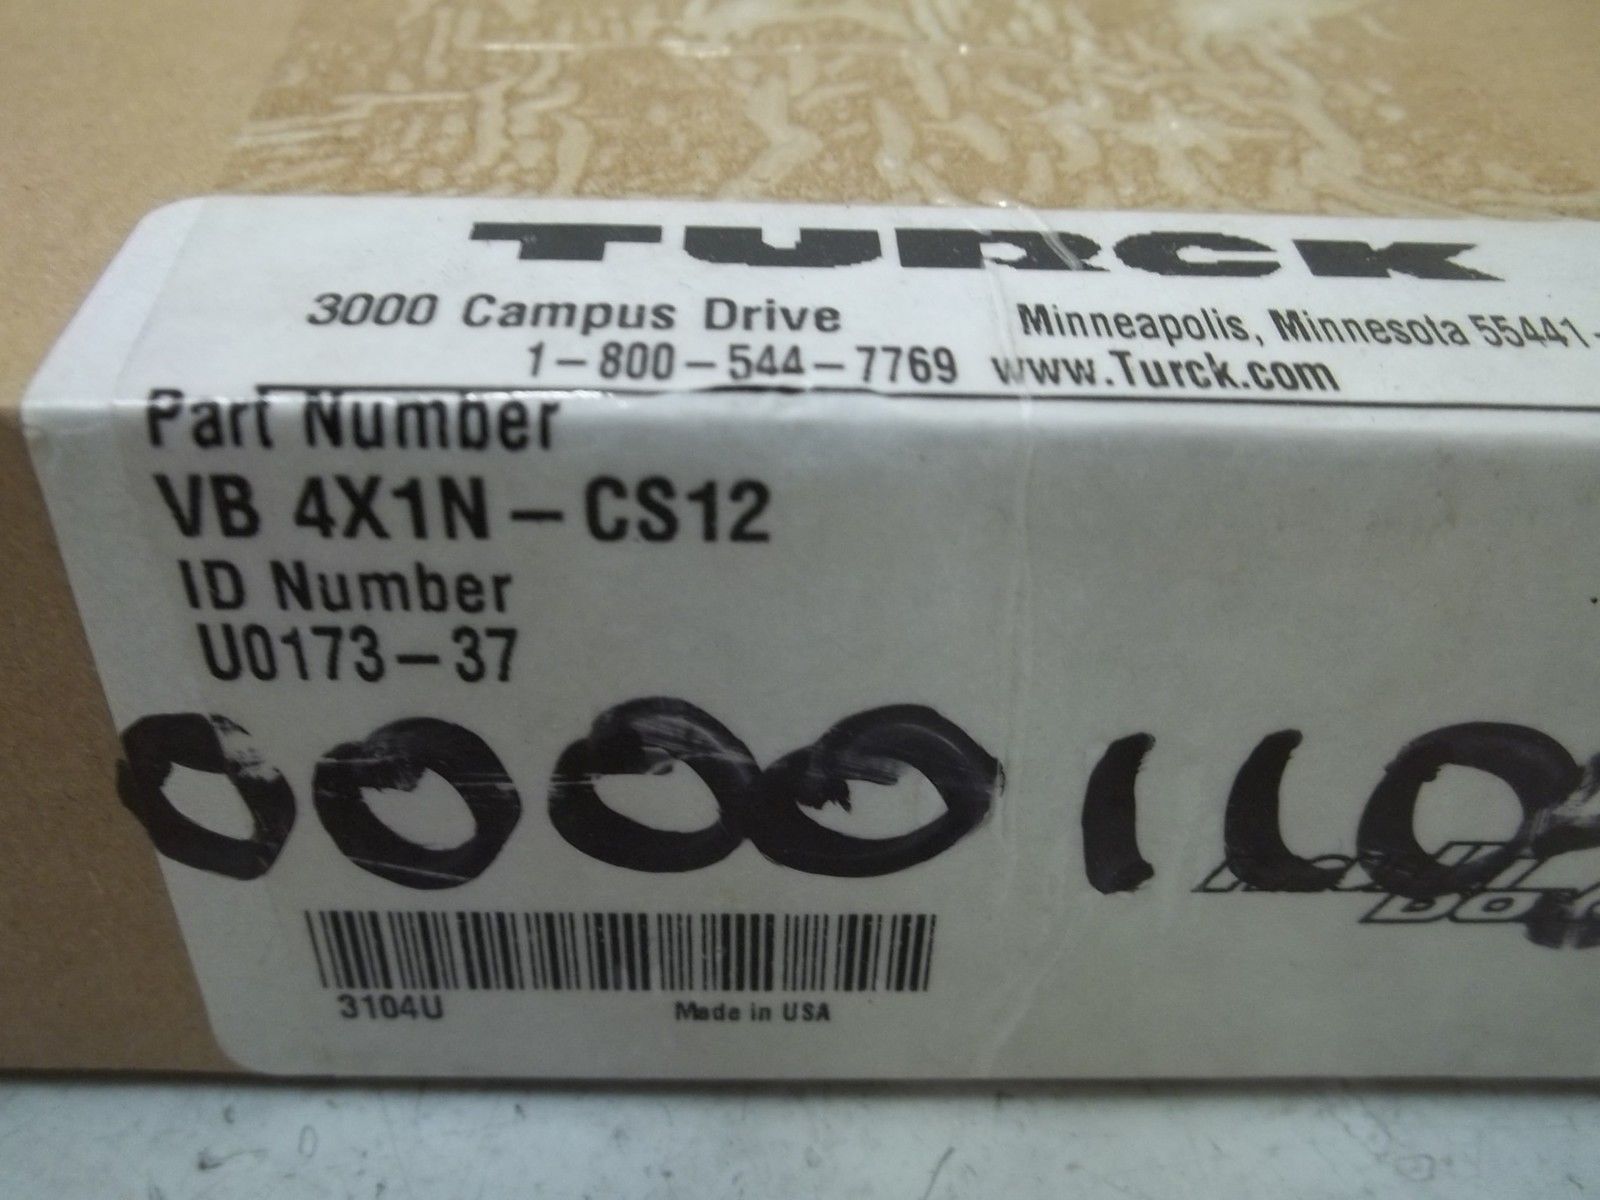 TURCK
3000 Campus Drive Minneapolis, Minnesota 55441-
1-800-544-7769 www.Turck.com
Part Number
VB 4X1N-CS12
ID Number
U0173-37
0000110
3104U Made in USA